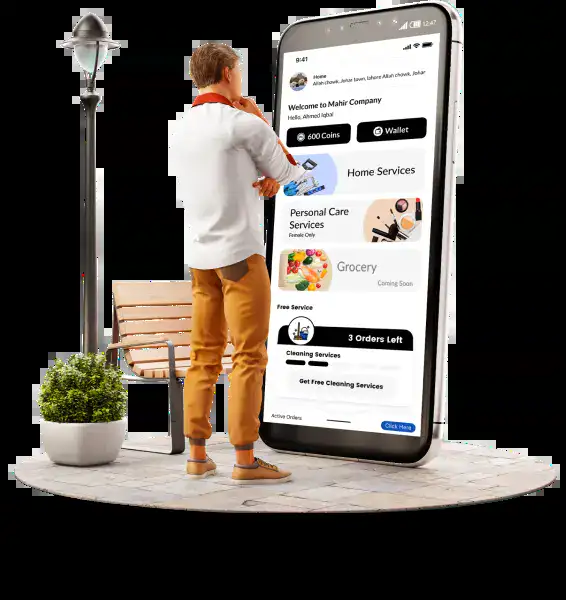 12:47
9:41
Home
Allah chowk, Johar town, lahore Allah chowk, Johar
Welcome to Mahir Company
Hello, Ahmed Iqbal
600 Coins
Wallet
Home Services
Personal Care
Services
Female Only
Grocery
Coming Soon
Free Service
3 Orders Left
Cleaning Services
Get Free Cleaning Services
Active Orders
Click Here